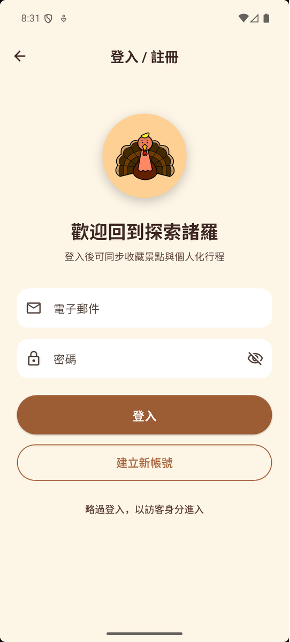 8:31
登入 / 註冊
歡迎回到探索諸羅
登入後可同步收藏景點與個人化行程
電子郵件
密碼
登入
建立新帳號
略過登入，以訪客身分進入